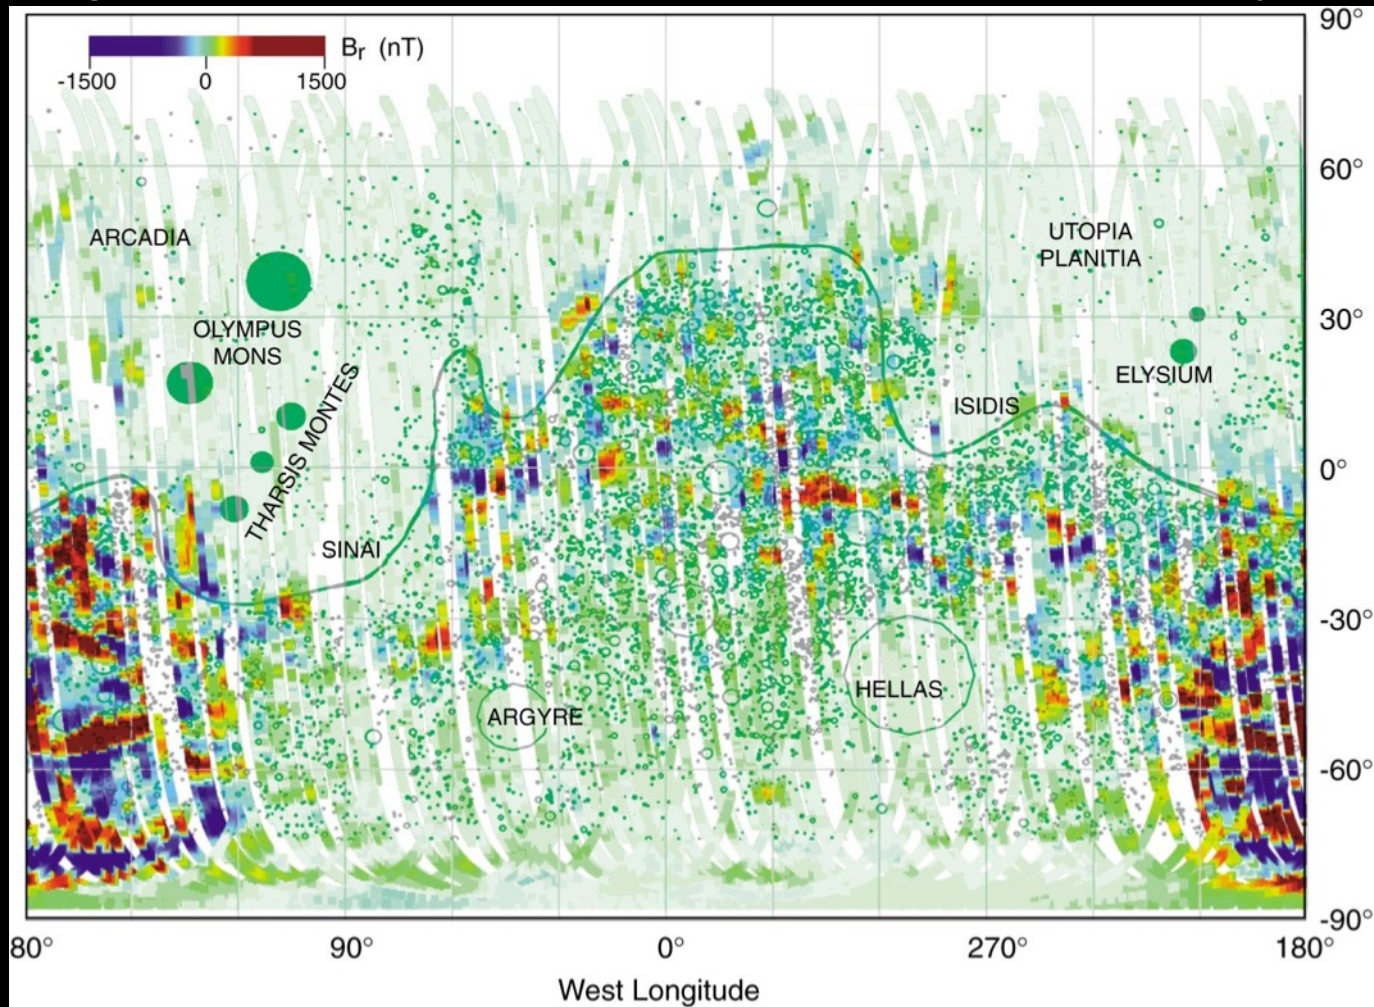 Br (nT)
-1500 0 1500
90°
60°
ARCADIA
UTOPIA
PLANITIA
30°
OLYMPUS
MONS
ELYSIUM
THARSIS MONTES
ISIDIS
0°
SINAI
-30°
HELLAS
ARGYRE
-60°
-90°
80° 90° 0° 270° 180°
West Longitude